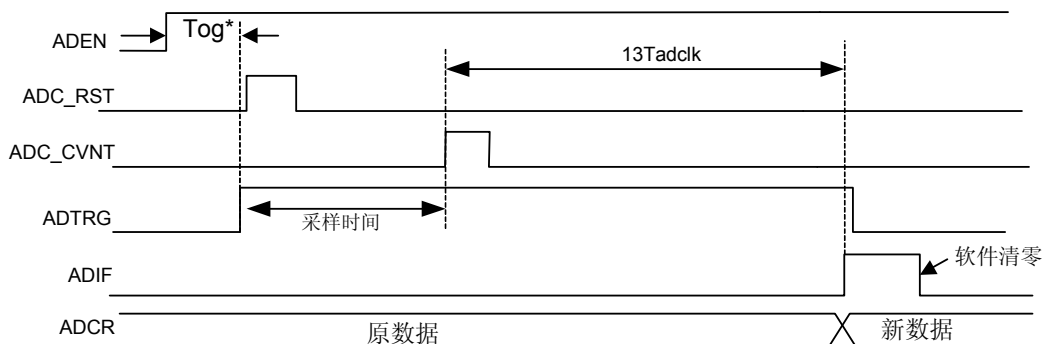 Tog*
ADEN
13Tadclk
ADC_RST
ADC_CVNT
ADTRG
采样时间
软件清零
ADIF
ADCR
原数据
新数据